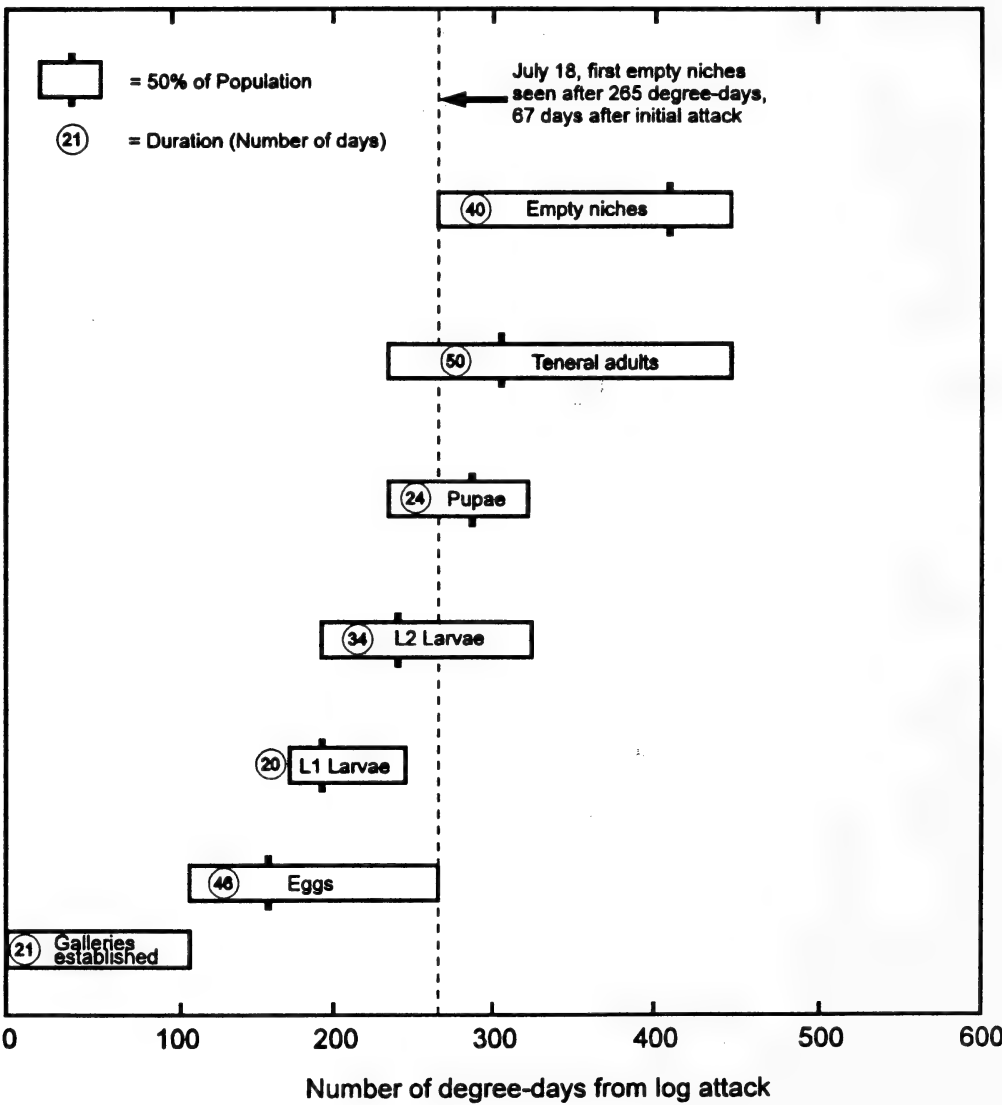 = 50% of Population
21 = Duration (Number of days)
July 18, first empty niches
seen after 265 degree-days,
67 days after initial attack
40 Empty niches
50 Teneral adults
24 Pupae
34 L2 Larvae
20 L1 Larvae
46 Eggs
21 Galleries
established
0 100 200 300 400 500 600
Number of degree-days from log attack